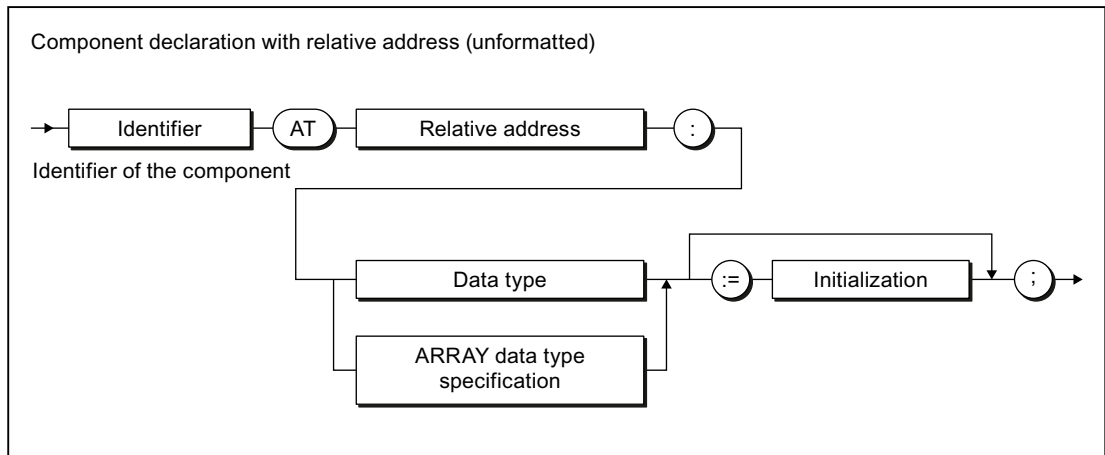 Component declaration with relative address (unformatted)
Identifier AT Relative address :
Identifier of the component
Data type := Initialization ;
ARRAY data type
specification